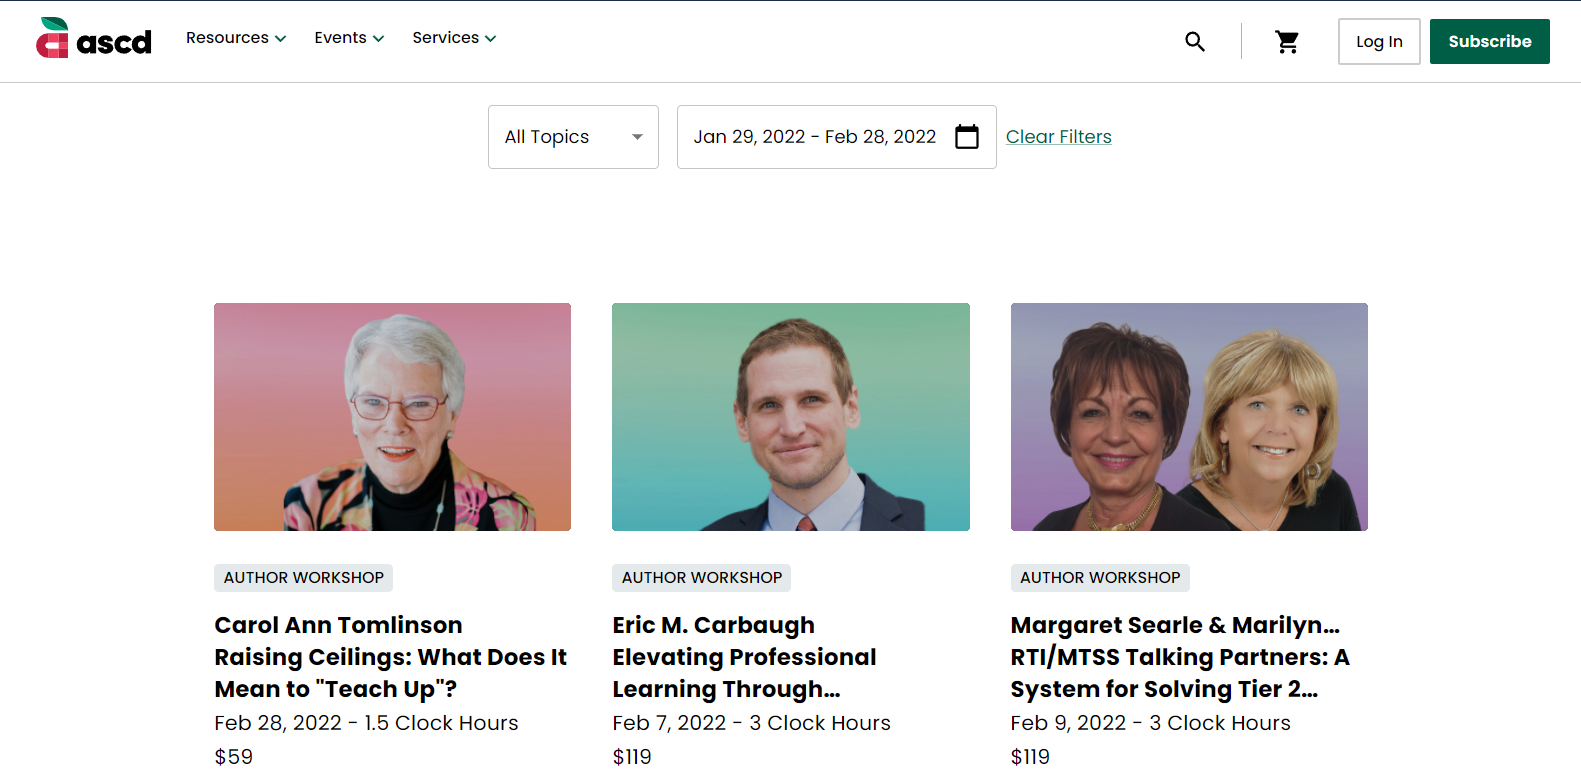 ascd
Resources
Events
Services
Log In
Subscribe
All Topics
Jan 29, 2022 - Feb 28, 2022
Clear Filters
AUTHOR WORKSHOP
Carol Ann Tomlinson
Raising Ceilings: What Does It
Mean to "Teach Up"?
Feb 28, 2022 - 1.5 Clock Hours
$59
AUTHOR WORKSHOP
Eric M. Carbaugh
Elevating Professional
Learning Through...
Feb 7, 2022 - 3 Clock Hours
$119
AUTHOR WORKSHOP
Margaret Searle & Marilyn...
RTI/MTSS Talking Partners: A
System for Solving Tier 2...
Feb 9, 2022 - 3 Clock Hours
$119